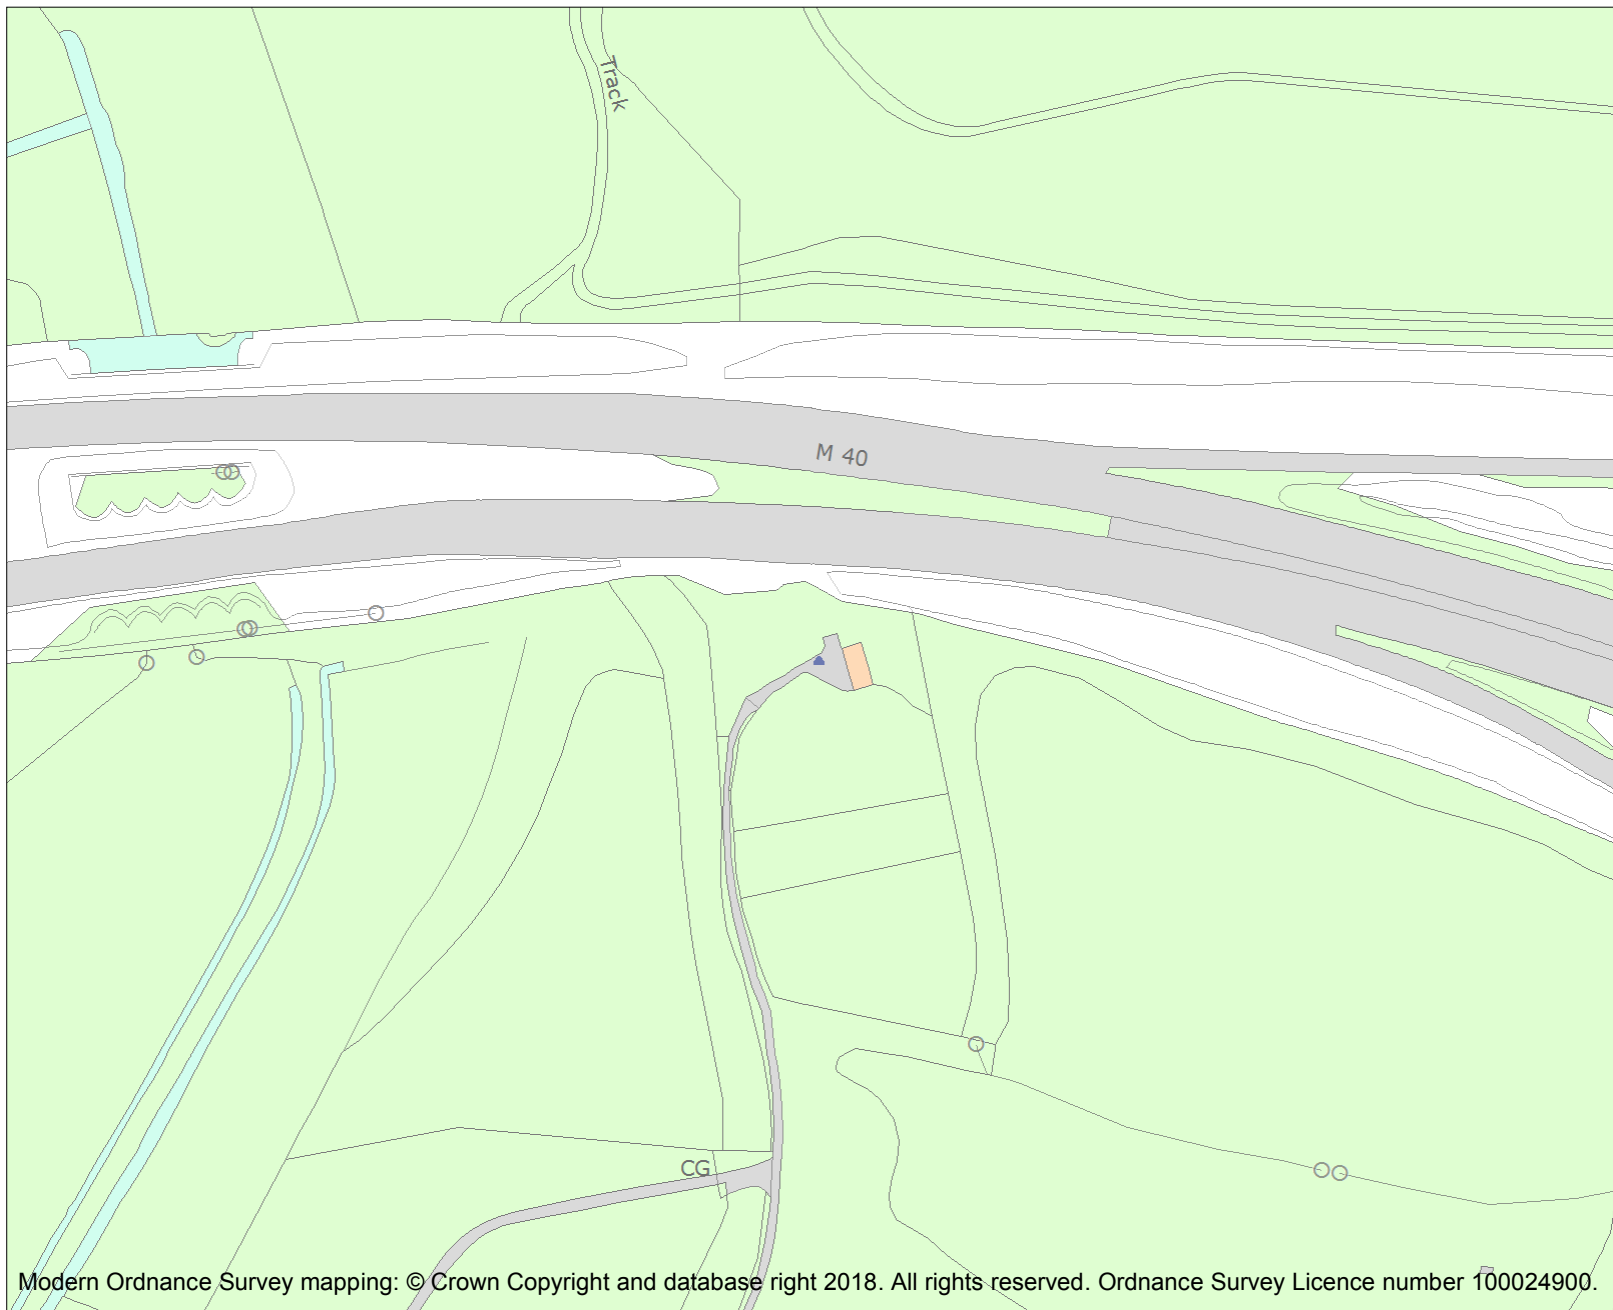 Track
M 40
CG
Modern Ordnance Survey mapping: © Crown Copyright and database right 2018. All rights reserved. Ordnance Survey Licence number 100024900.